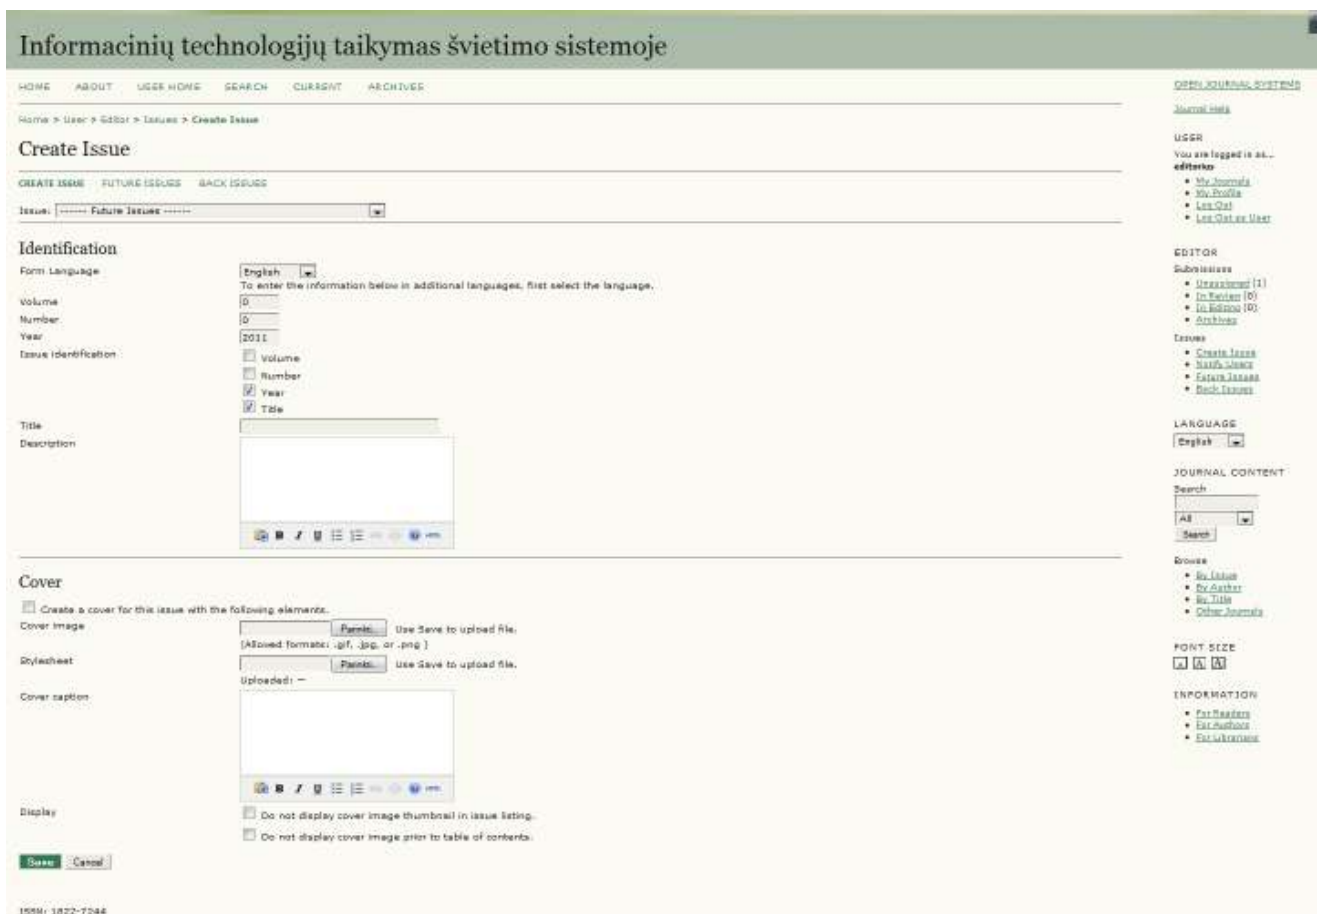 Informacinių technologijų taikymas švietimo sistemoje
HOME ABOUT USER HOME SEARCH CURRENT ARCHIVES
Home > User > Editor > Issues > Create Issue
Create Issue
CREATE ISSUE FUTURE ISSUES BACK ISSUES
Issue: ------ Future Issues ------
Identification
Form Language English
To enter the information below in additional languages, first select the language.
Volume 0
Number 0
Year 2011
Issue identification Volume
Number
Year
Title
Title
Description
B I U HTML
Cover
Create a cover for this issue with the following elements.
Cover image Use Save to upload file.
(Allowed formats: .gif, .jpg, or .png )
Stylesheet Use Save to upload file.
Uploaded: —
Cover caption
B I U HTML
Display Do not display cover image thumbnail in issue listing.
Do not display cover image prior to table of contents.
Save Cancel
ISSN: 1822-7244
OPEN JOURNAL SYSTEMS
Journal Help
USER
You are logged in as...
editorius
My Journals
My Profile
Log Out
Log Out as User
EDITOR
Submissions
Unassigned (1)
In Review (0)
In Editing (0)
Archives
Issues
Create Issue
Notify Users
Future Issues
Back Issues
LANGUAGE
English
JOURNAL CONTENT
Search
All
Search
Browse
By Issue
By Author
By Title
Other Journals
FONT SIZE
A A A
INFORMATION
For Readers
For Authors
For Librarians